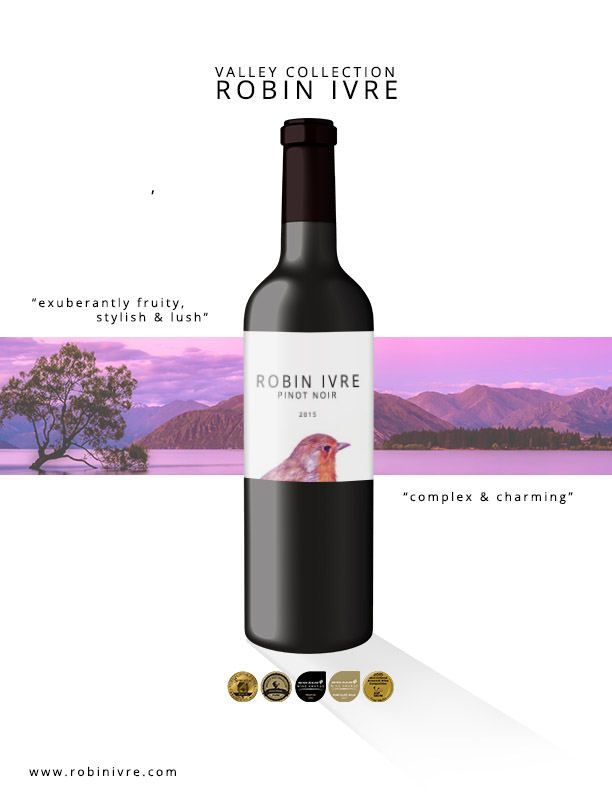 VALLEY COLLECTION
ROBIN IVRE
,
“exuberantly fruity,
stylish & lush”
ROBIN IVRE
PINOT NOIR
2015
“complex & charming”
www.robinivre.com